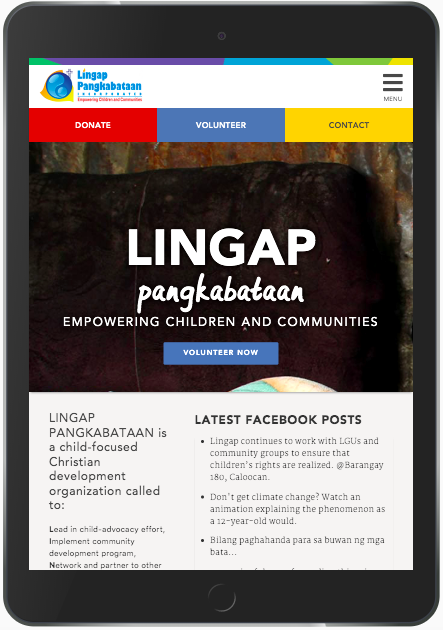 Lingap
Pangkabataan
INCORPORATED
Empowering Children and Communities
MENU
DONATE
VOLUNTEER
CONTACT
LINGAP
pangkabataan
EMPOWERING CHILDREN AND COMMUNITIES
VOLUNTEER NOW
LINGAP
PANGKABATAAN is
a child-focused
Christian
development
organization called
to:
Lead in child-advocacy effort,
Implement community
development program,
Network and partner to other
LATEST FACEBOOK POSTS
• Lingap continues to work with LGUs and
community groups to ensure that
children's rights are realized. @Barangay
180, Caloocan.
• Don't get climate change? Watch an
animation explaining the phenomenon as
a 12-year-old would.
• Bilang paghahanda para sa buwan ng mga
bata...